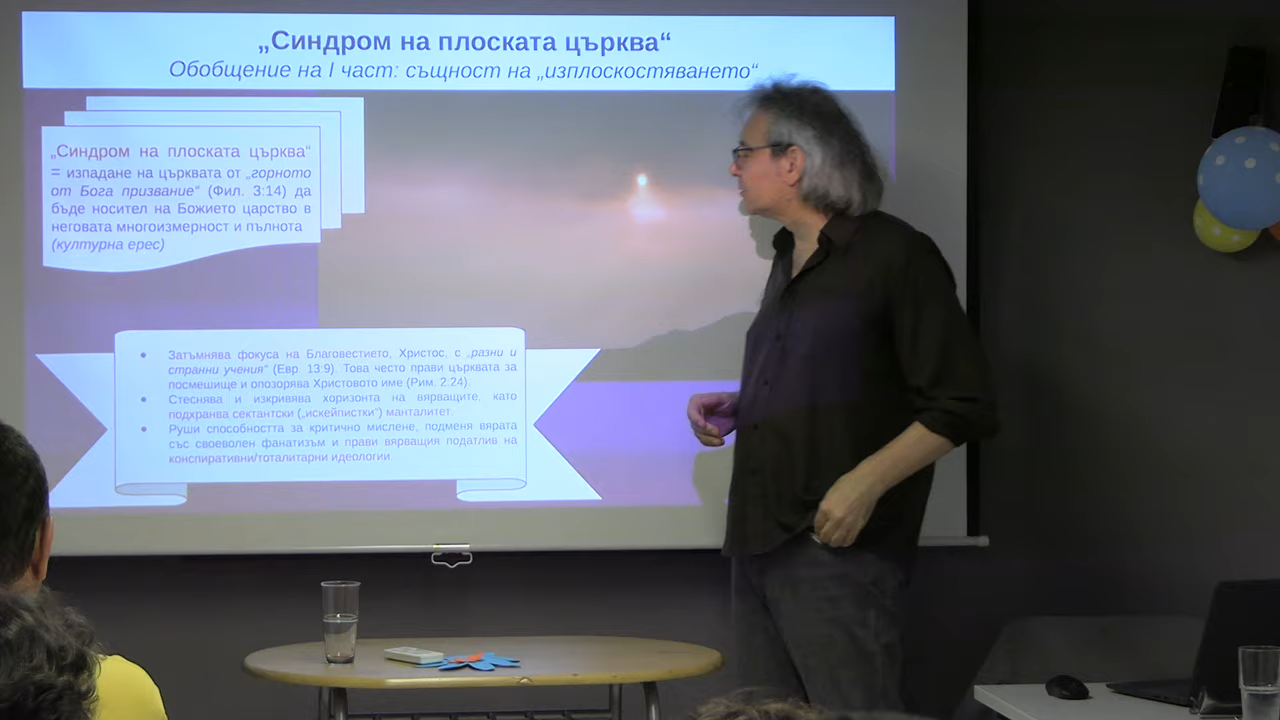 „Синдром на плоската църква“
Обобщение на I част: същност на „изплоскостяването“
„Синдром на плоската църква“
= изпадане на църквата от „горното
от Бога призвание“ (Фил. 3:14) да
бъде носител на Божието царство в
неговата многоизмерност и пълнота
(културна ерес)
● Затъмнява фокуса на Благовестието, Христос, с „разни и
странни учения“ (Евр. 13:9). Това често прави църквата за
посмешище и опозорява Христовото име (Рим. 2:24).
● Стеснява и изкривява хоризонта на вярващите, като
подхранва сектантски („искейпистки“) манталитет.
● Руши способността за критично мислене, подменя вярата
със своеволен фанатизъм и прави вярващия податлив на
конспиративни/тоталитарни идеологии.